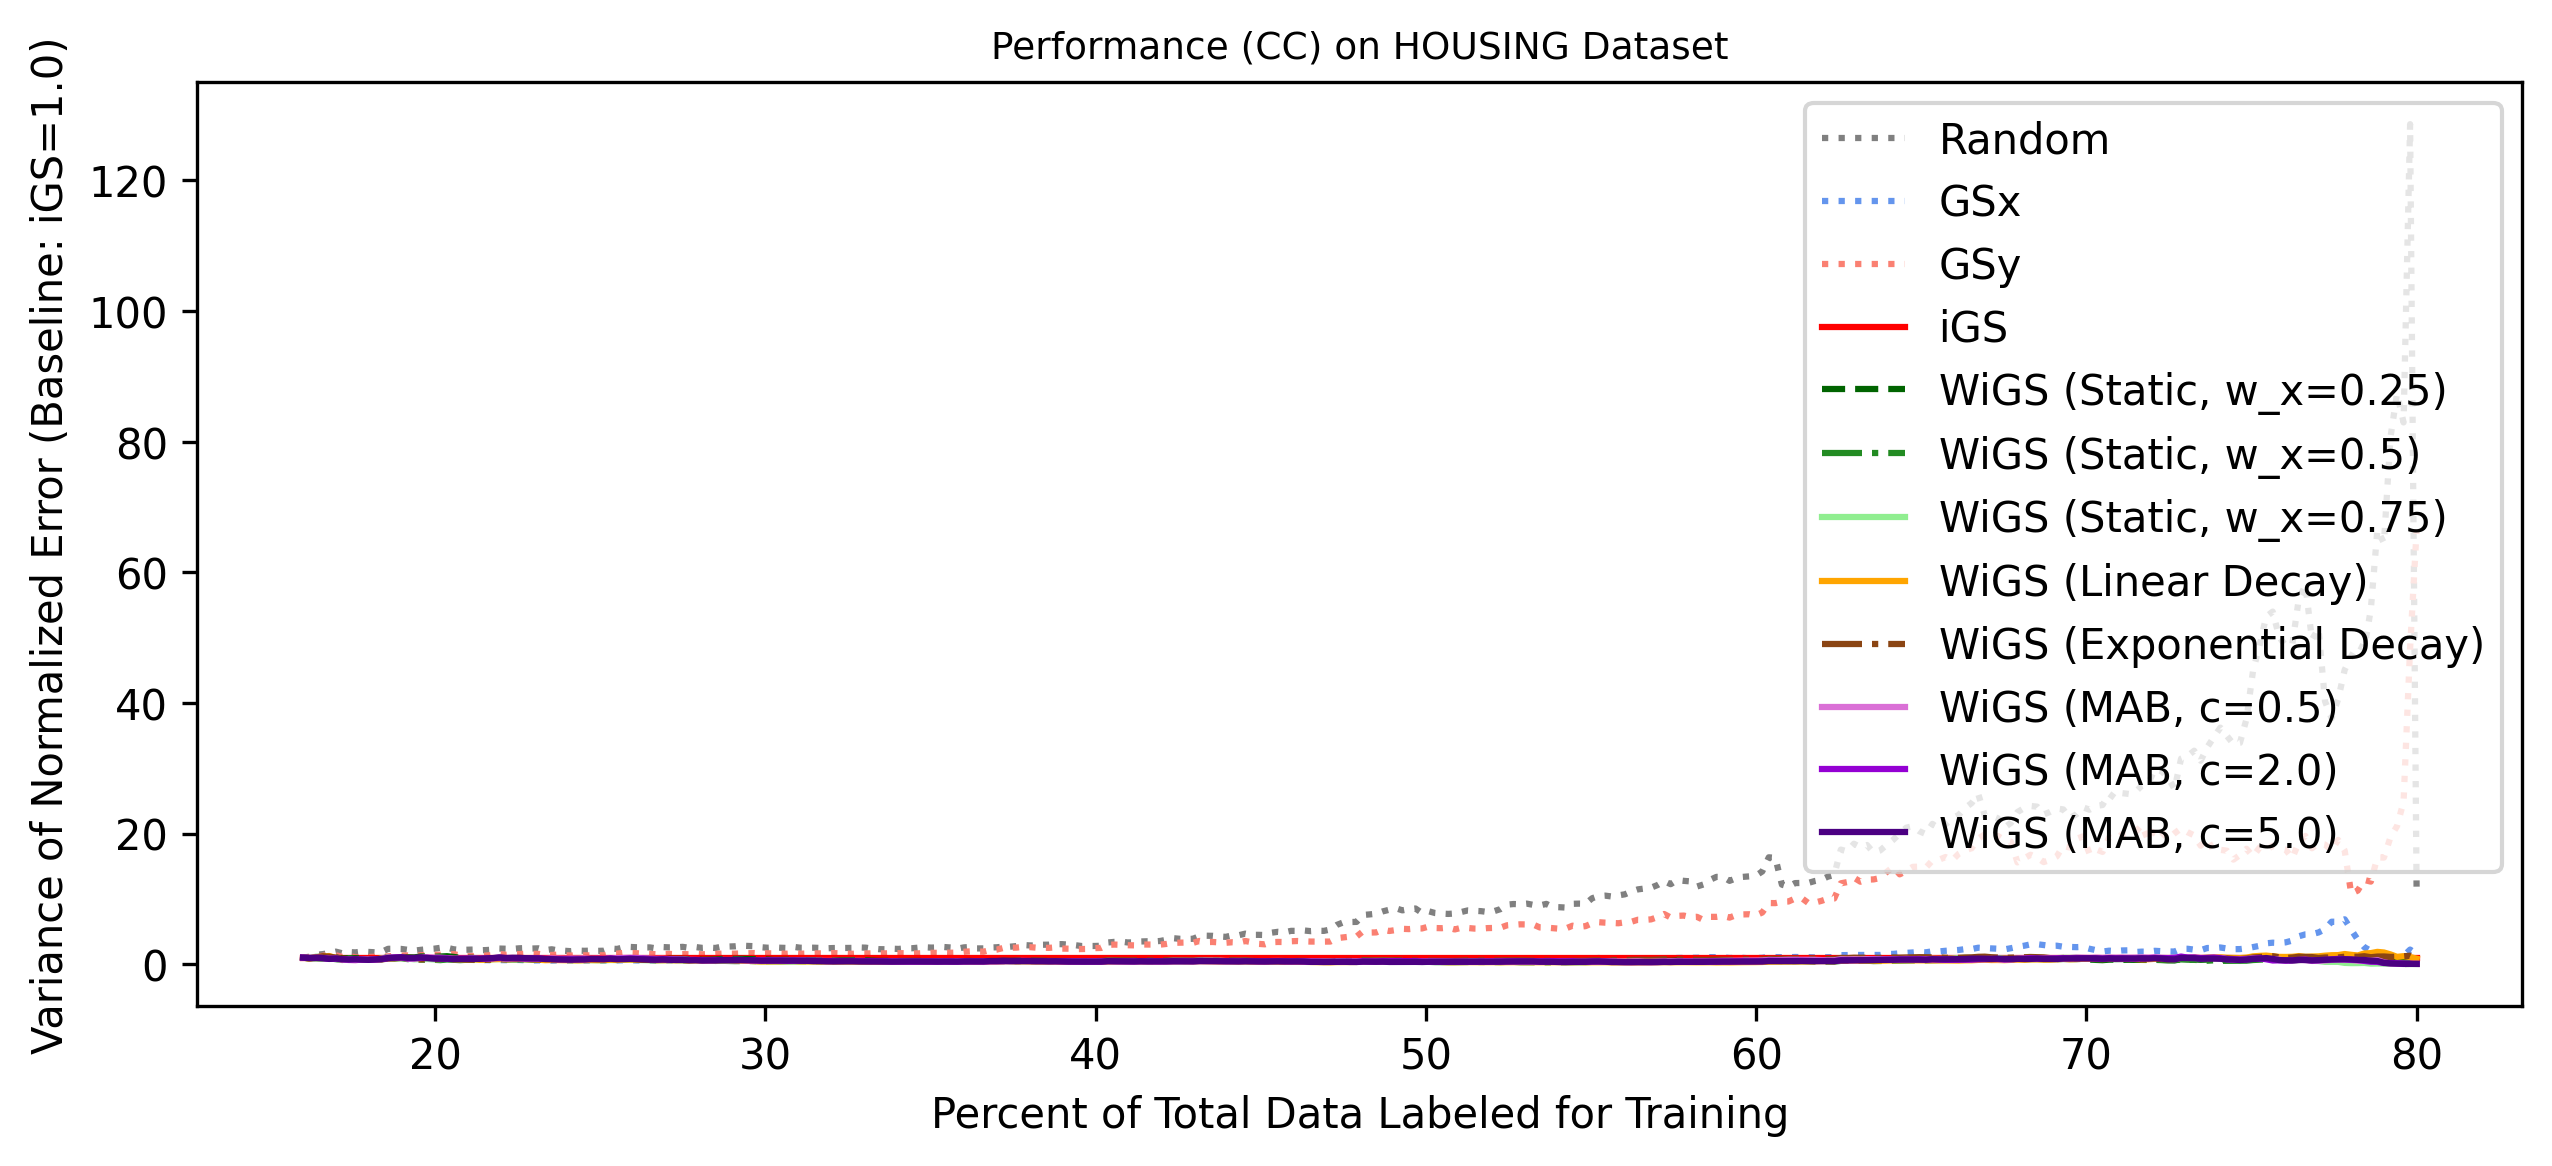 Performance (CC) on HOUSING Dataset
Variance of Normalized Error (Baseline: iGS=1.0)
120
100
80
60
40
20
0
Random
GSx
GSy
iGS
WiGS (Static, w_x=0.25)
WiGS (Static, w_x=0.5)
WiGS (Static, w_x=0.75)
WiGS (Linear Decay)
WiGS (Exponential Decay)
WiGS (MAB, c=0.5)
WiGS (MAB, c=2.0)
WiGS (MAB, c=5.0)
20 30 40 50 60 70 80
Percent of Total Data Labeled for Training